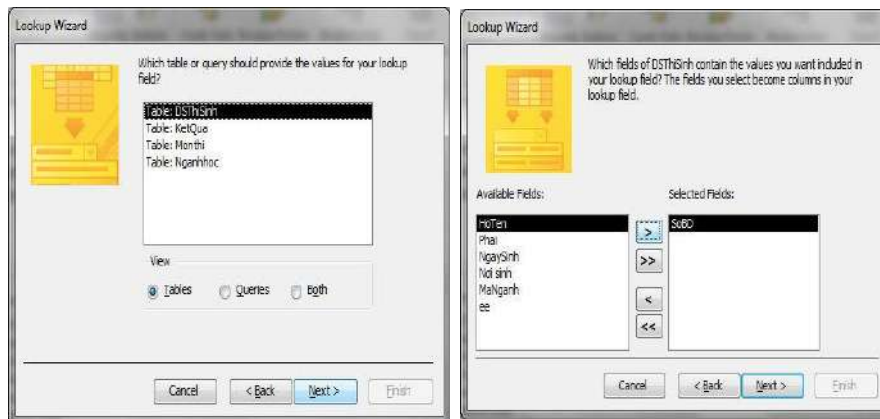 Lookup Wizard
Which table or query should provide the values for your lookup
field?
Table: DSThiSinh
Table: KetQua
Table: Monthi
Table: Nganhhoc
View
Tables Queries Both
Cancel < Back Next > Finish
Lookup Wizard
Which fields of DSThiSinh contain the values you want included
in your lookup field? The fields you select become columns in your
lookup field.
Available Fields: Selected Fields:
HoTen SoBD
Phai >
NgaySinh >>
Noi sinh
MaNganh <
ee <<
Cancel < Back Next > Finish